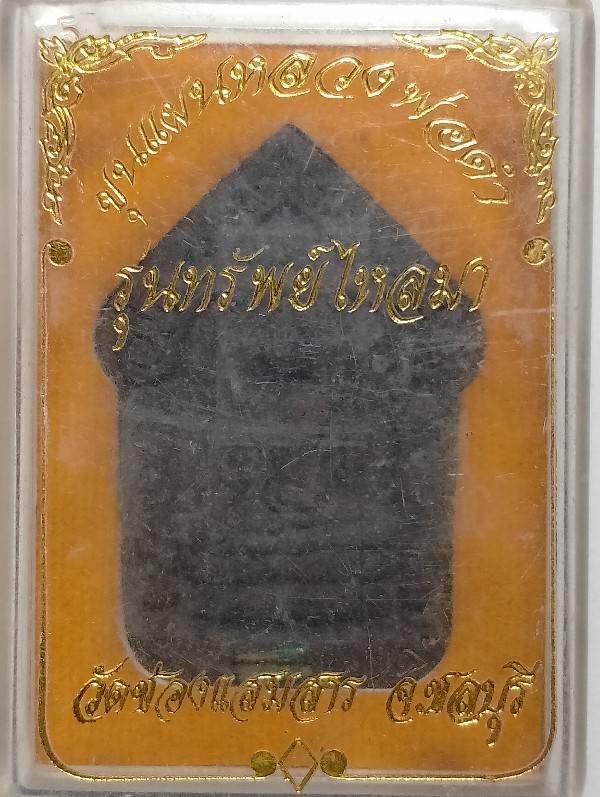 ขุนแผนหลวงพ่อดำ
รุ่นทรัพย์ไหลมา
วัดช่องแสมสาร จ.ชลบุรี